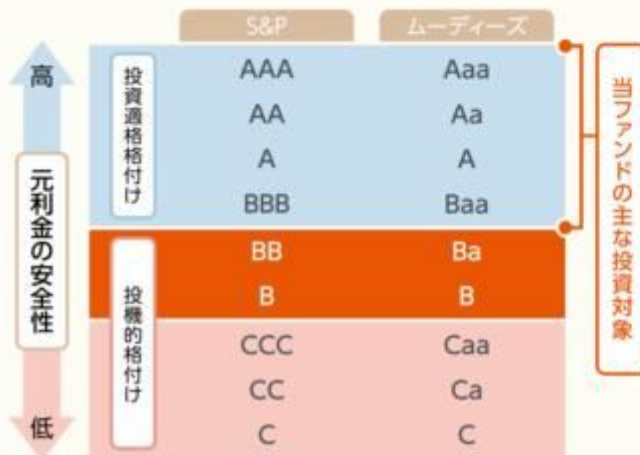 S&P ムーディーズ
高
投資適格格付け
AAA Aaa
AA Aa
A A
BBB Baa
元利金の安全性
投機的格付け
BB Ba
B B
CCC Caa
CC Ca
C C
低
当ファンドの主な投資対象